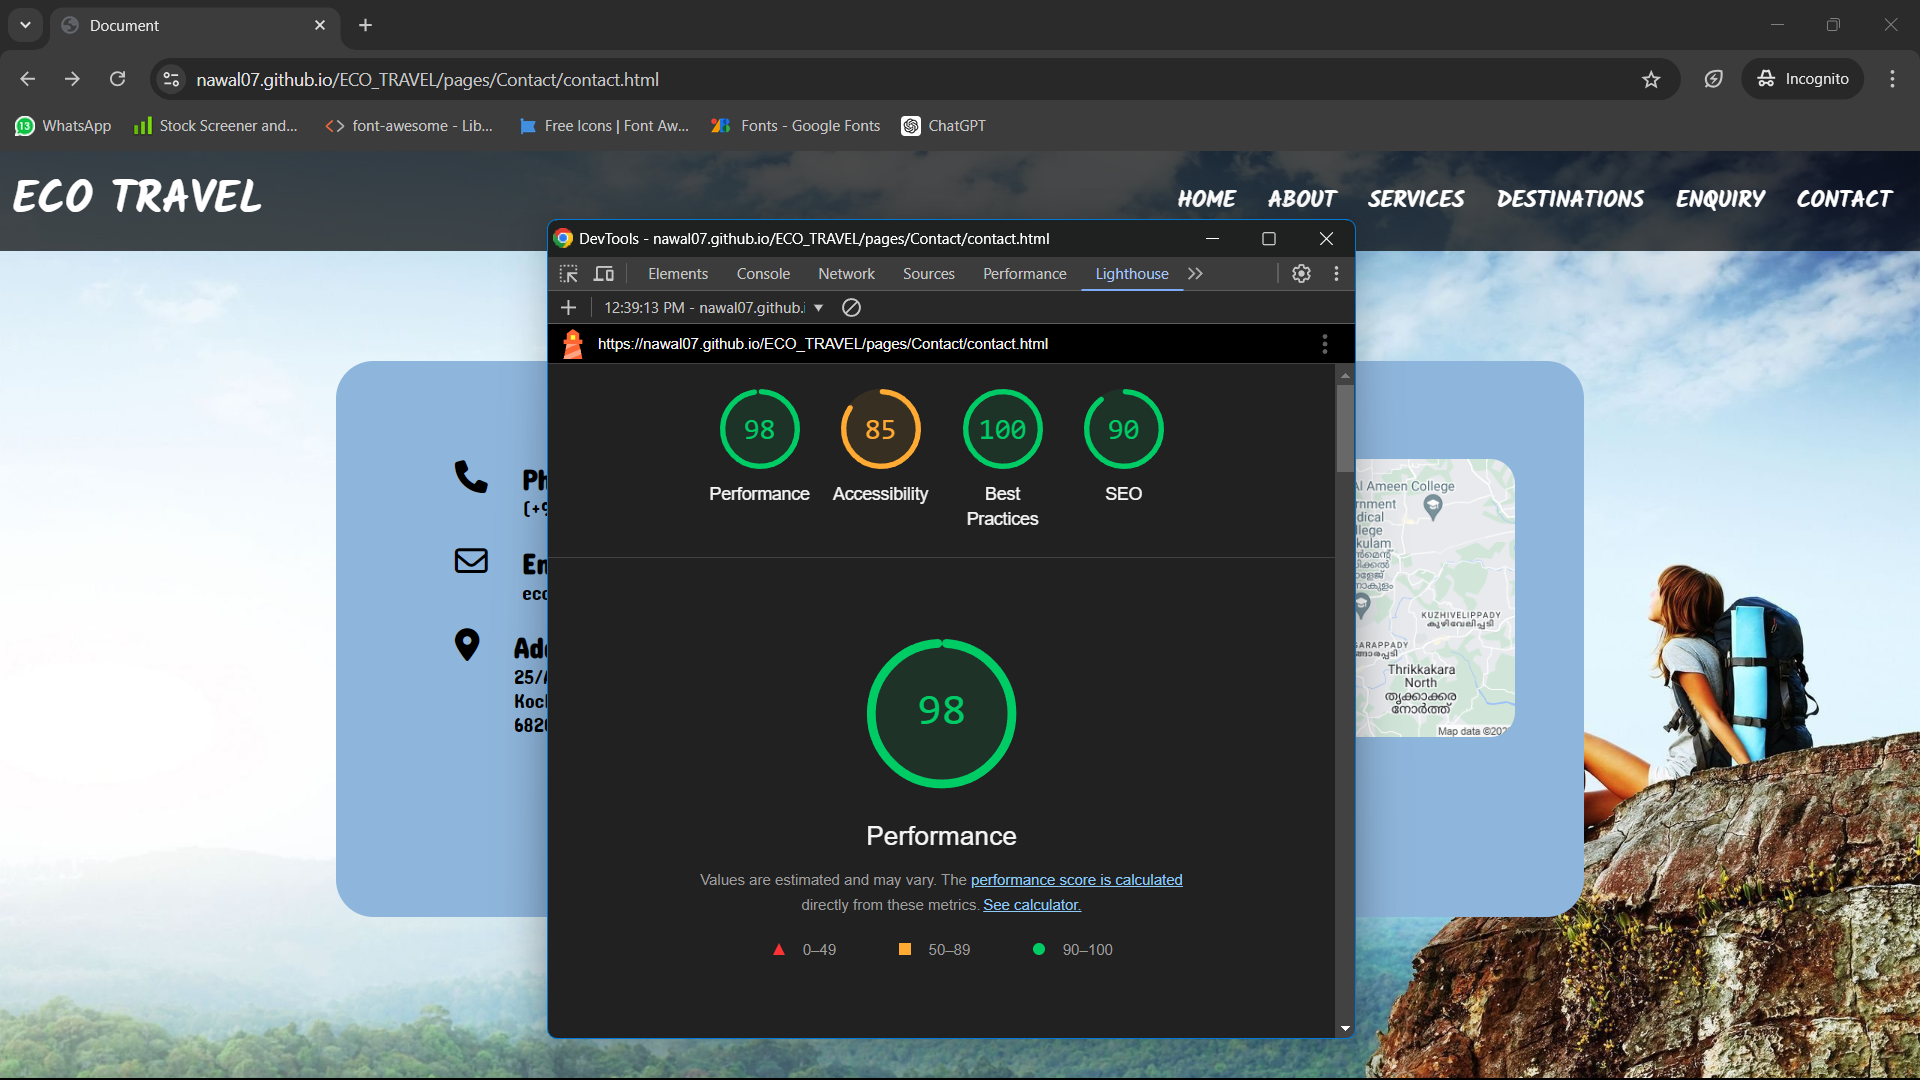 Document
nawal07.github.io/ECO_TRAVEL/pages/Contact/contact.html
Incognito
13 WhatsApp
Stock Screener and...
font-awesome - Lib...
Free Icons | Font Aw...
Fonts - Google Fonts
ChatGPT
ECO TRAVEL
HOME ABOUT SERVICES DESTINATIONS ENQUIRY CONTACT
DevTools - nawal07.github.io/ECO_TRAVEL/pages/Contact/contact.html
Elements Console Network Sources Performance Lighthouse
12:39:13 PM - nawal07.github.
https://nawal07.github.io/ECO_TRAVEL/pages/Contact/contact.html
98 85 100 90
Performance Accessibility Best Practices SEO
98
Performance
Values are estimated and may vary. The performance score is calculated
directly from these metrics. See calculator.
0–49 50–89 90–100
Ph
(+9
Em
eco
Add
25/
Koc
682
Al Ameen College
rnment
dical
llege
kulam
KUZHIVELIPPADY
കുഴിവേലിപ്പടി
Thrikkakara
North
തൃക്കാക്കര
നോർത്ത്
Map data ©202